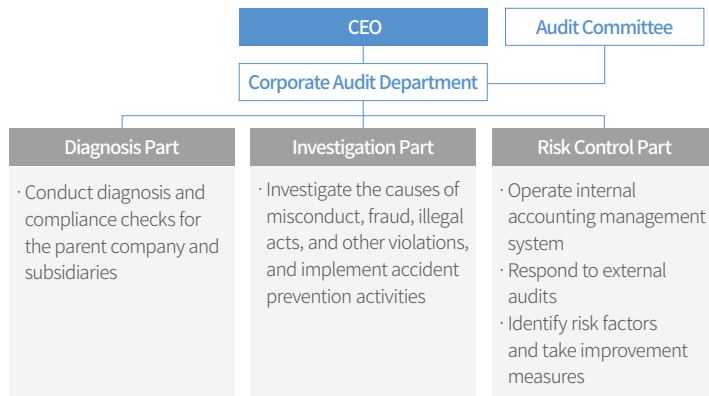 CEO
Audit Committee
Corporate Audit Department
Diagnosis Part
· Conduct diagnosis and
compliance checks for
the parent company and
subsidiaries
Investigation Part
· Investigate the causes of
misconduct, fraud, illegal
acts, and other violations,
and implement accident
prevention activities
Risk Control Part
· Operate internal
accounting management
system
· Respond to external
audits
· Identify risk factors
and take improvement
measures